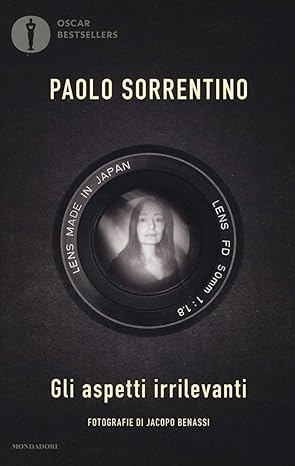 OSCAR
BESTSELLERS
PAOLO SORRENTINO
LENS MADE IN JAPAN
LENS FD 50mm 1:1.8
Gli aspetti irrilevanti
FOTOGRAFIE DI JACOPO BENASSI
MONDADORI